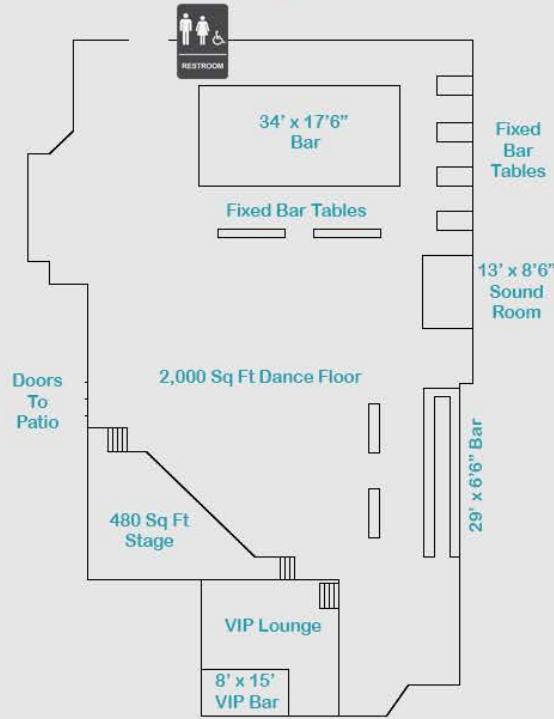 RESTROOM
34’ x 17’6”
Bar
Fixed
Bar
Tables
Fixed Bar Tables
13’ x 8’6”
Sound
Room
2,000 Sq Ft Dance Floor
Doors
To
Patio
29’ x 6’6” Bar
480 Sq Ft
Stage
VIP Lounge
8’ x 15’
VIP Bar